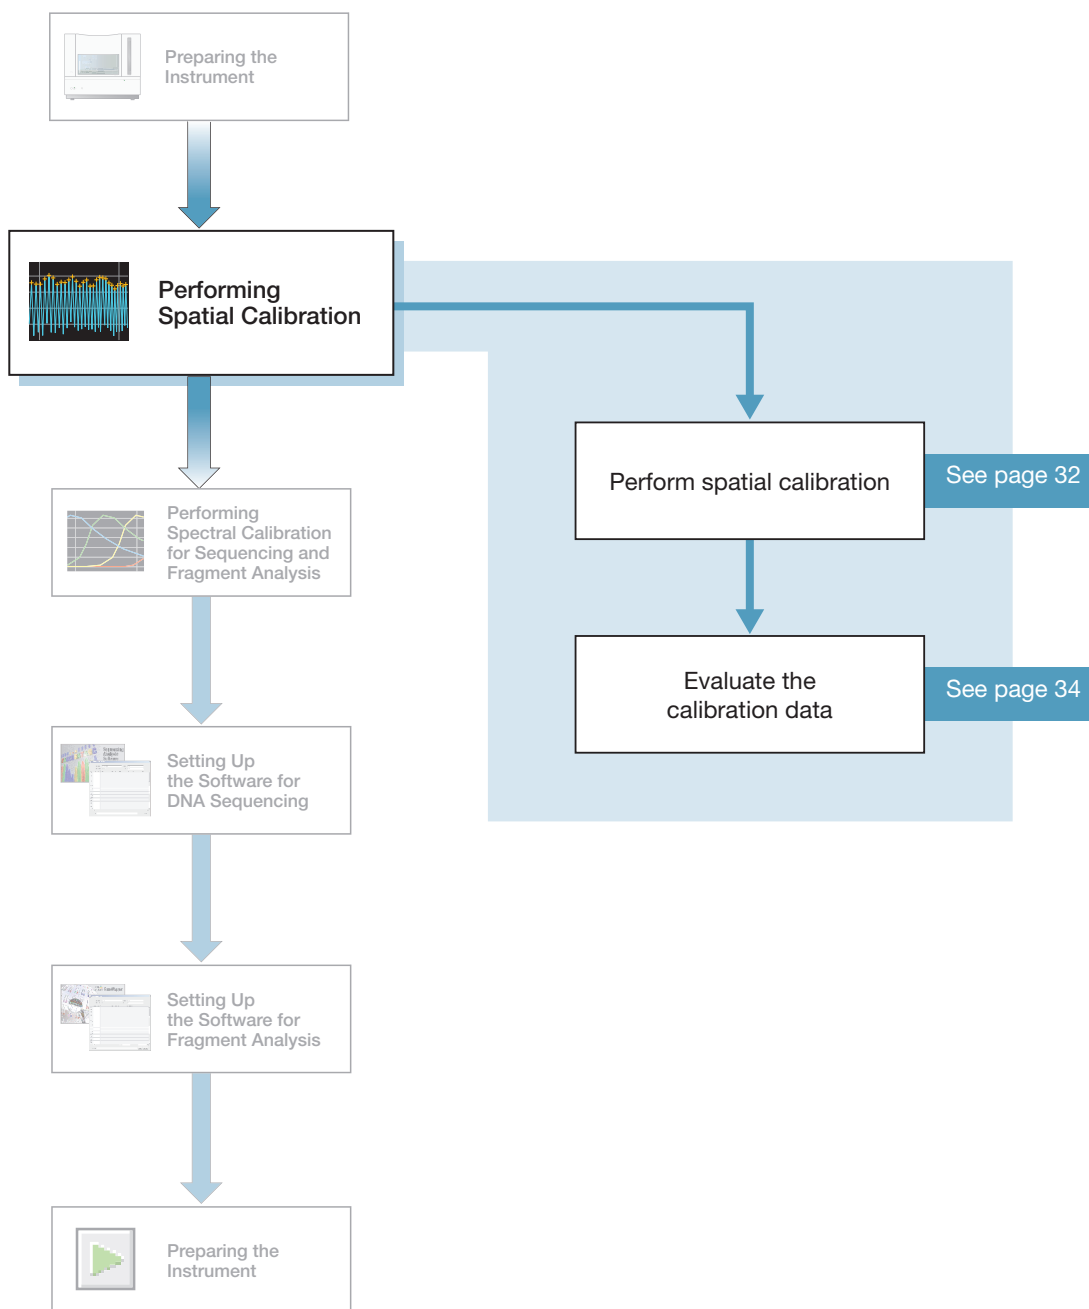 Preparing the
Instrument
Performing
Spatial Calibration
Perform spatial calibration
See page 32
Evaluate the
calibration data
See page 34
Performing
Spectral Calibration
for Sequencing and
Fragment Analysis
Setting Up
the Software for
DNA Sequencing
Setting Up
the Software for
Fragment Analysis
Preparing the
Instrument